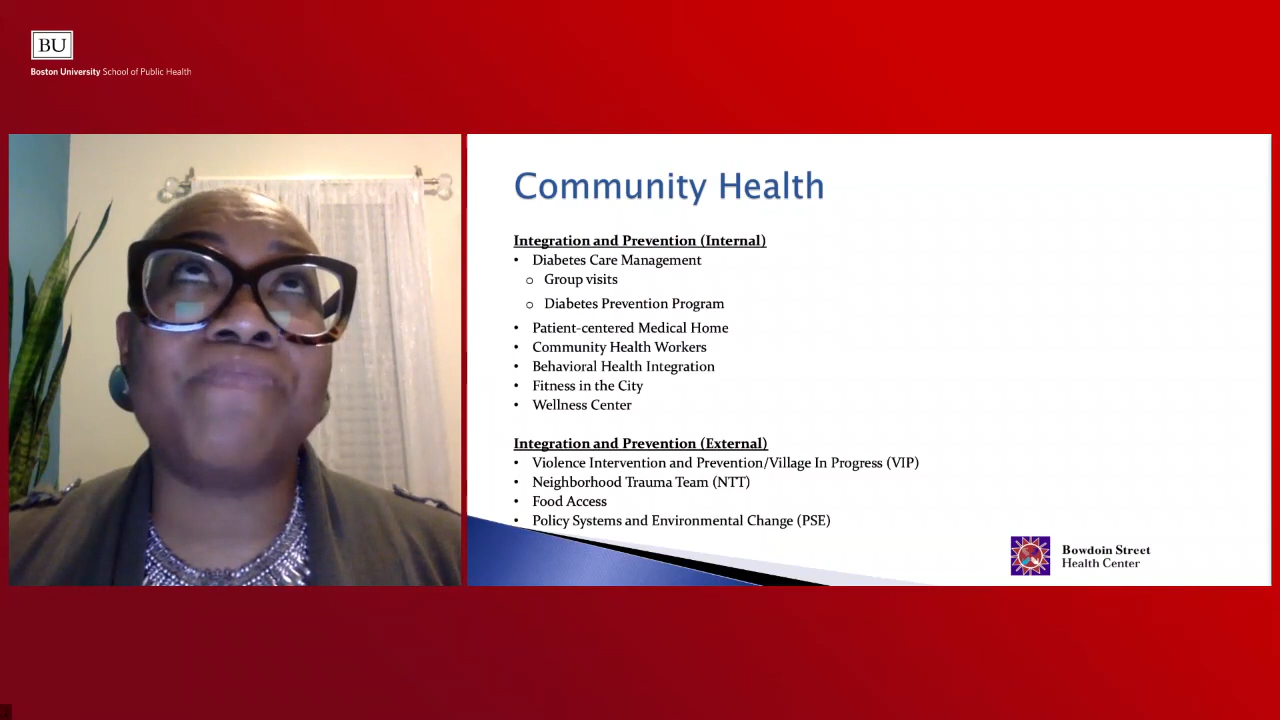 BU
Boston University School of Public Health
Community Health
Integration and Prevention (Internal)
• Diabetes Care Management
o Group visits
o Diabetes Prevention Program
• Patient-centered Medical Home
• Community Health Workers
• Behavioral Health Integration
• Fitness in the City
• Wellness Center
Integration and Prevention (External)
• Violence Intervention and Prevention/Village In Progress (VIP)
• Neighborhood Trauma Team (NTT)
• Food Access
• Policy Systems and Environmental Change (PSE)
Bowdoin Street
Health Center